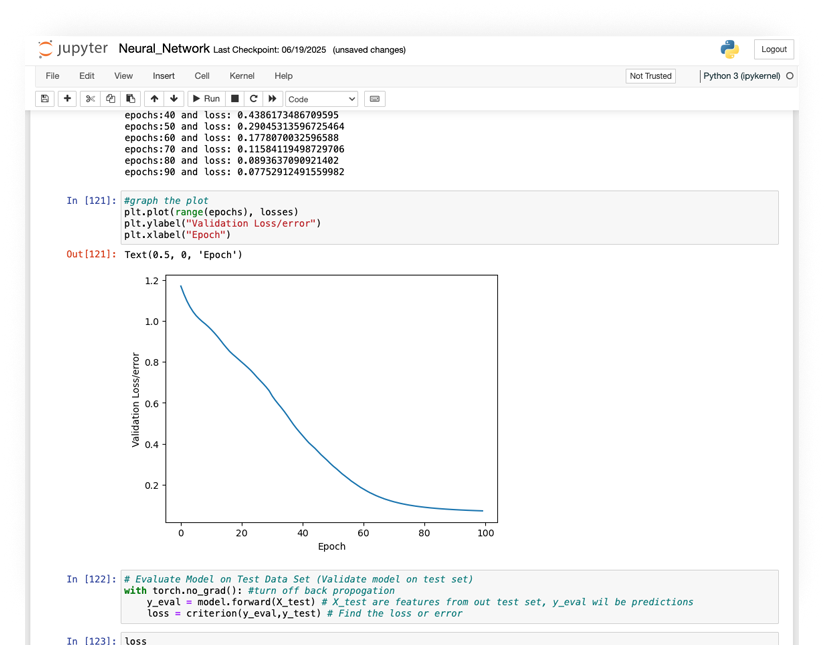 jupyter Neural_Network Last Checkpoint: 06/19/2025 (unsaved changes) Logout
File Edit View Insert Cell Kernel Help Not Trusted Python 3 (ipykernel)
Run Code
epochs:40 and loss: 0.4386173486709595
epochs:50 and loss: 0.29045313596725464
epochs:60 and loss: 0.1778070032596588
epochs:70 and loss: 0.11584119498729706
epochs:80 and loss: 0.0893637090921402
epochs:90 and loss: 0.07752912491559982
In [121]: #graph the plot
plt.plot(range(epochs), losses)
plt.ylabel("Validation Loss/error")
plt.xlabel("Epoch")
Out[121]: Text(0.5, 0, 'Epoch')
1.2
1.0
0.8
0.6
0.4
0.2
Validation Loss/error
0 20 40 60 80 100
Epoch
In [122]: # Evaluate Model on Test Data Set (Validate model on test set)
with torch.no_grad(): #turn off back propogation
y_eval = model.forward(X_test) # X_test are features from out test set, y_eval wil be predictions
loss = criterion(y_eval,y_test) # Find the loss or error
In [123]: loss